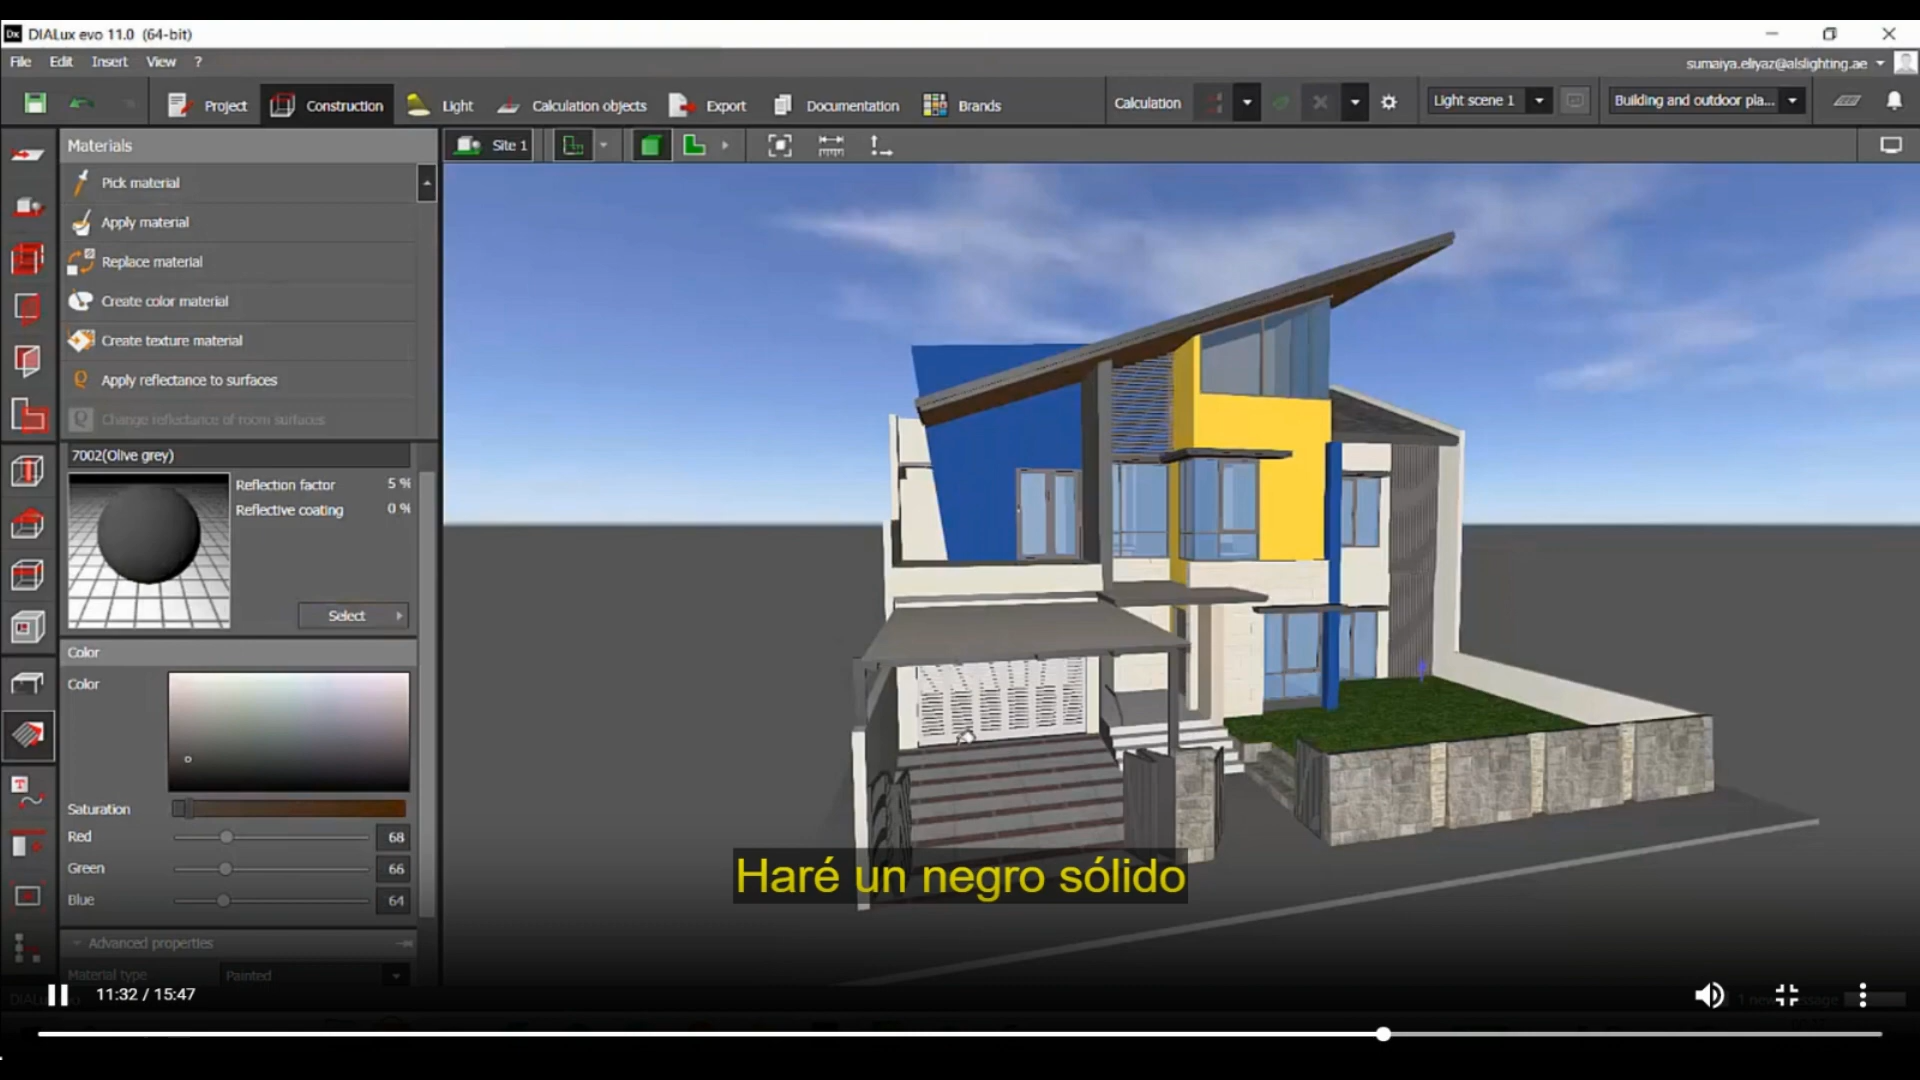 DIALux evo 11.0 (64-bit)
File Edit Insert View ?
sumaiya.eliyaz@alslighting.ae
Project
Construction
Light
Calculation objects
Export
Documentation
Brands
Calculation
Light scene 1
Building and outdoor pla...
Materials
Site 1
Pick material
Apply material
Replace material
Create color material
Create texture material
Apply reflectance to surfaces
Change reflectance of room surfaces
7002(Olive grey)
Reflection factor 5 %
Reflective coating 0 %
Select
Color
Color
Saturation
Red 68
Green 66
Blue 64
Haré un negro sólido
Advanced properties
Material type Painted
11:32 / 15:47
1 new message